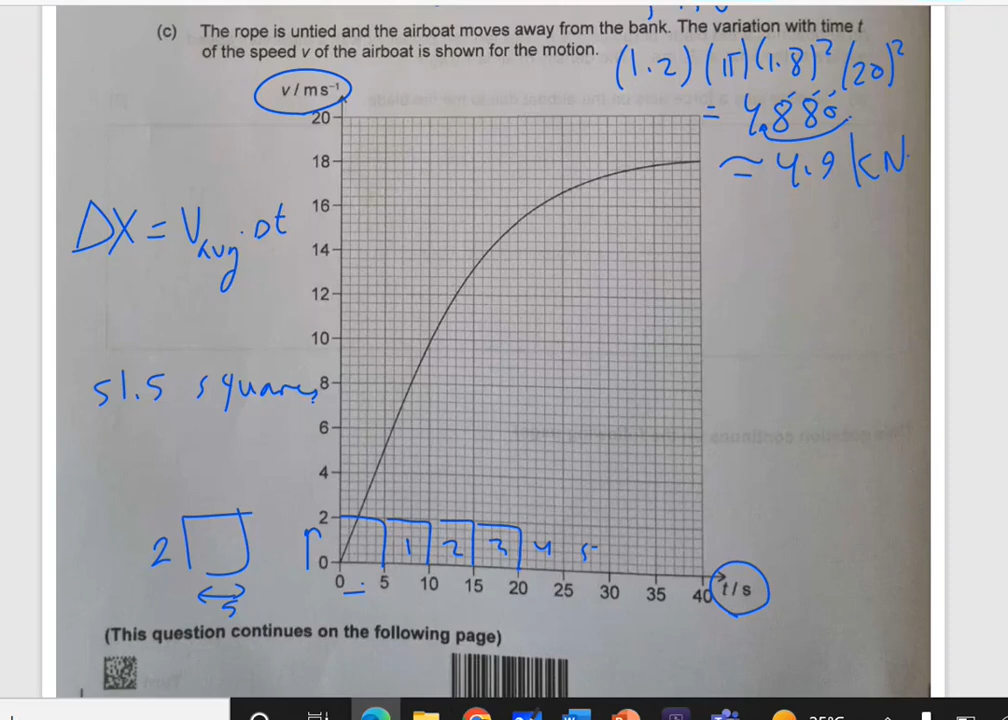 (c) The rope is untied and the airboat moves away from the bank. The variation with time t
of the speed v of the airboat is shown for the motion.
(1.2) (π) (1.8)² (20)²
= 4,880
≈ 4.9 kN.
v / m s⁻¹
20
18
16
14
12
10
8
6
4
2
0
ΔX = Vavg · Δt
51.5 squares
2
5
1 2 3 4 5
0 5 10 15 20 25 30 35 40
t / s
(This question continues on the following page)